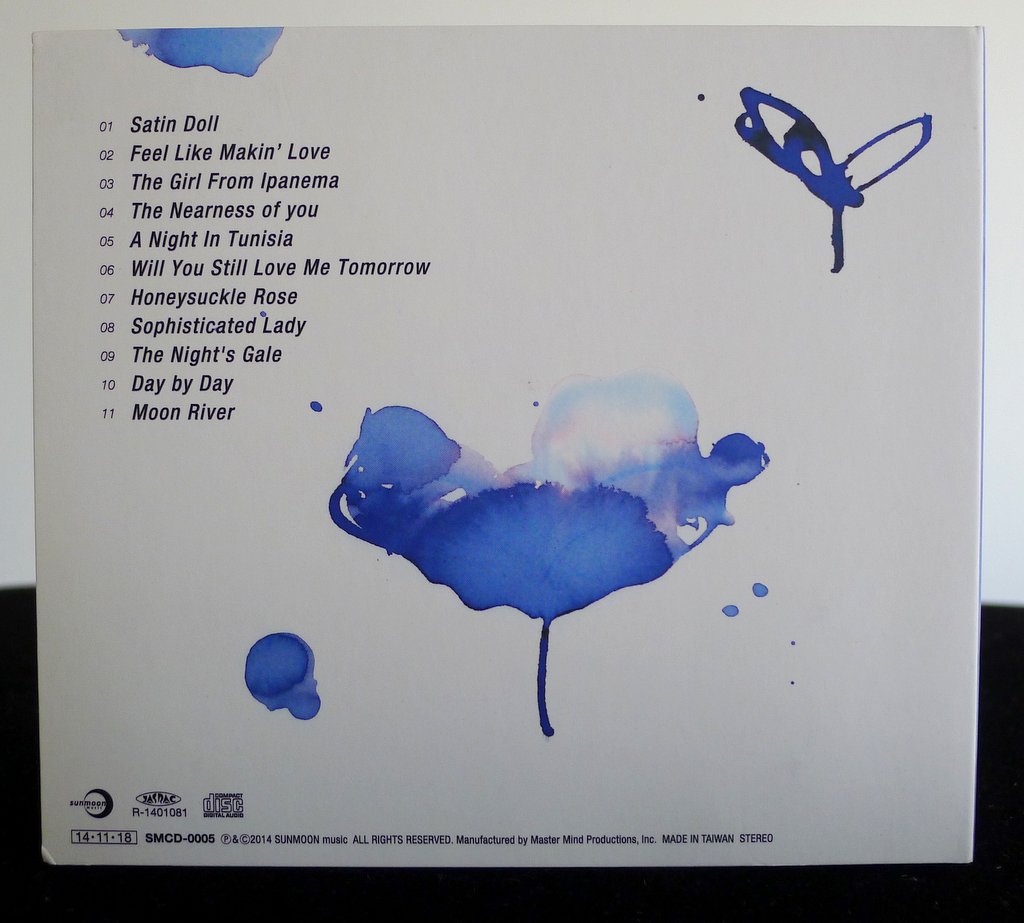 01 Satin Doll
02 Feel Like Makin' Love
03 The Girl From Ipanema
04 The Nearness of you
05 A Night In Tunisia
06 Will You Still Love Me Tomorrow
07 Honeysuckle Rose
08 Sophisticated Lady
09 The Night's Gale
10 Day by Day
11 Moon River
sunmoon music
JASRAC
R-1401081
COMPACT disc DIGITAL AUDIO
14・11・18 SMCD-0005 ℗&©2014 SUNMOON music ALL RIGHTS RESERVED. Manufactured by Master Mind Productions, Inc. MADE IN TAIWAN STEREO